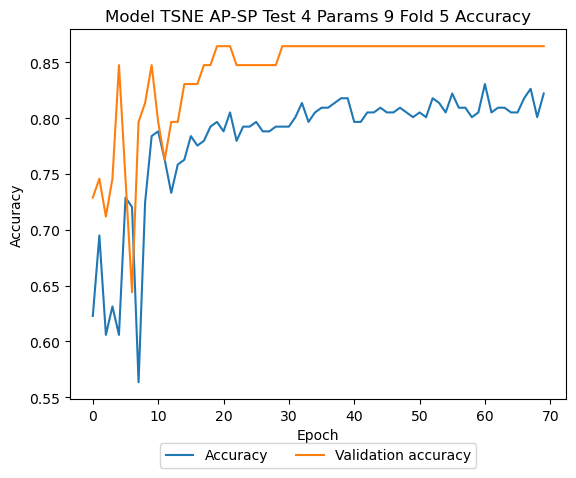 Model TSNE AP-SP Test 4 Params 9 Fold 5 Accuracy
0.85
0.80
0.75
0.70
0.65
0.60
0.55
Accuracy
0 10 20 30 40 50 60 70
Epoch
Accuracy Validation accuracy